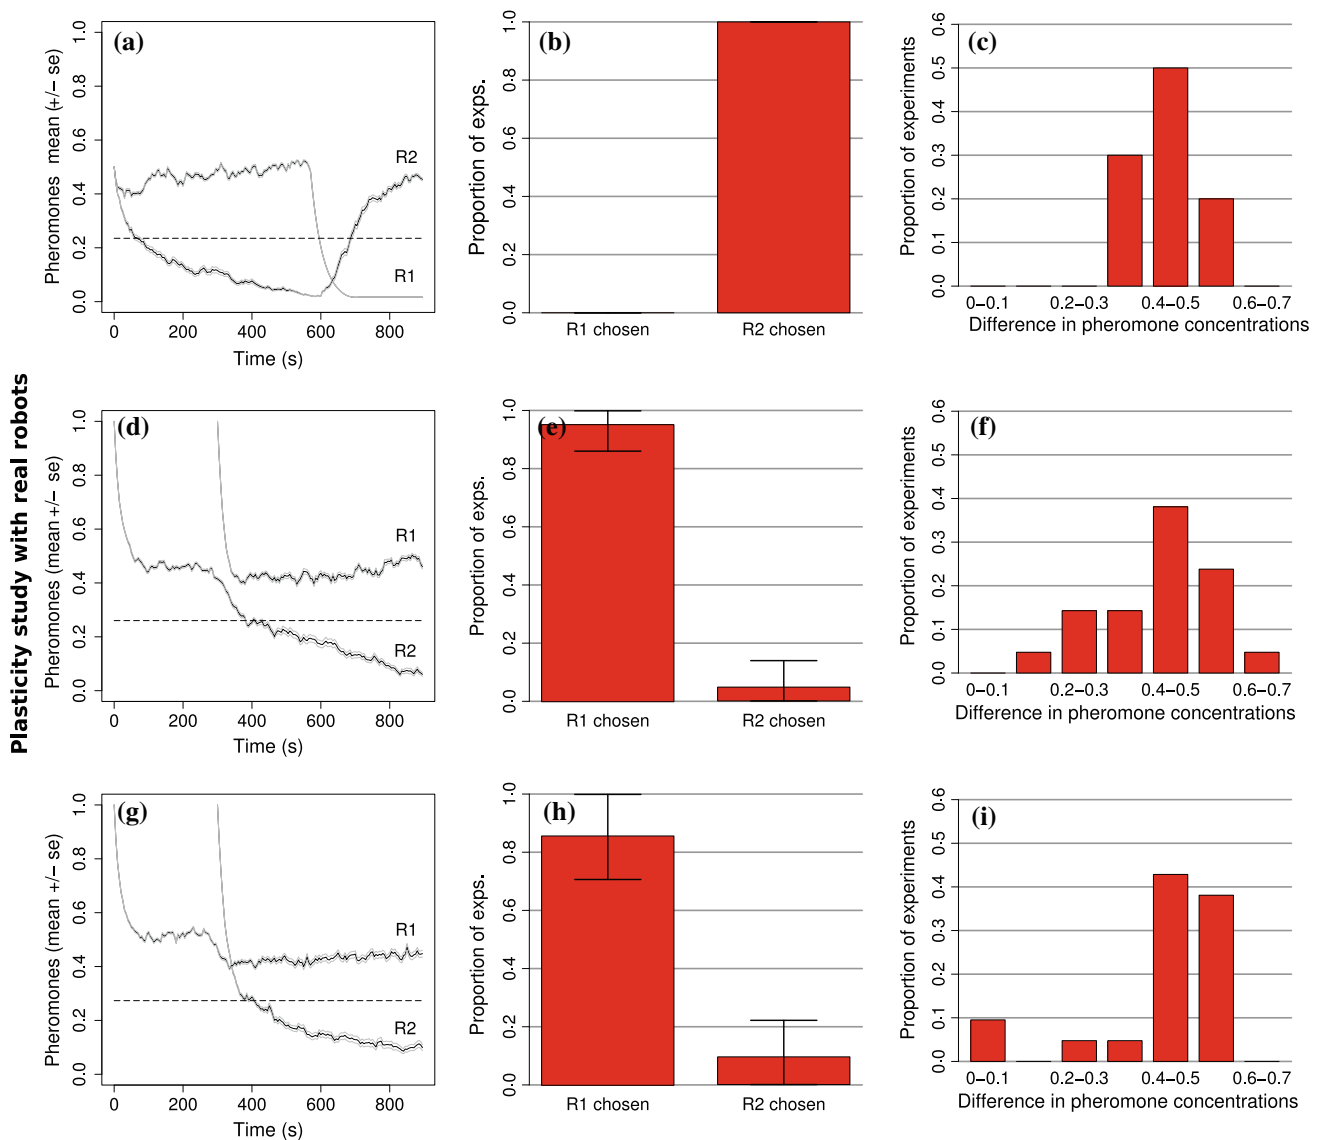 Plasticity study with real robots
(a)
Pheromones mean (+/− se)
0.0 0.2 0.4 0.6 0.8 1.0
R2
R1
0 200 400 600 800
Time (s)
(b)
Proportion of exps.
0.0 0.2 0.4 0.6 0.8 1.0
R1 chosen R2 chosen
(c)
Proportion of experiments
0.0 0.1 0.2 0.3 0.4 0.5 0.6
0−0.1 0.2−0.3 0.4−0.5 0.6−0.7
Difference in pheromone concentrations
(d)
Pheromones (mean +/− se)
0.0 0.2 0.4 0.6 0.8 1.0
R1
R2
0 200 400 600 800
Time (s)
(e)
Proportion of exps.
0.0 0.2 0.4 0.6 0.8 1.0
R1 chosen R2 chosen
(f)
Proportion of experiments
0.0 0.1 0.2 0.3 0.4 0.5 0.6
0−0.1 0.2−0.3 0.4−0.5 0.6−0.7
Difference in pheromone concentrations
(g)
Pheromones (mean +/− se)
0.0 0.2 0.4 0.6 0.8 1.0
R1
R2
0 200 400 600 800
Time (s)
(h)
Proportion of exps.
0.0 0.2 0.4 0.6 0.8 1.0
R1 chosen R2 chosen
(i)
Proportion of experiments
0.0 0.1 0.2 0.3 0.4 0.5 0.6
0−0.1 0.2−0.3 0.4−0.5 0.6−0.7
Difference in pheromone concentrations